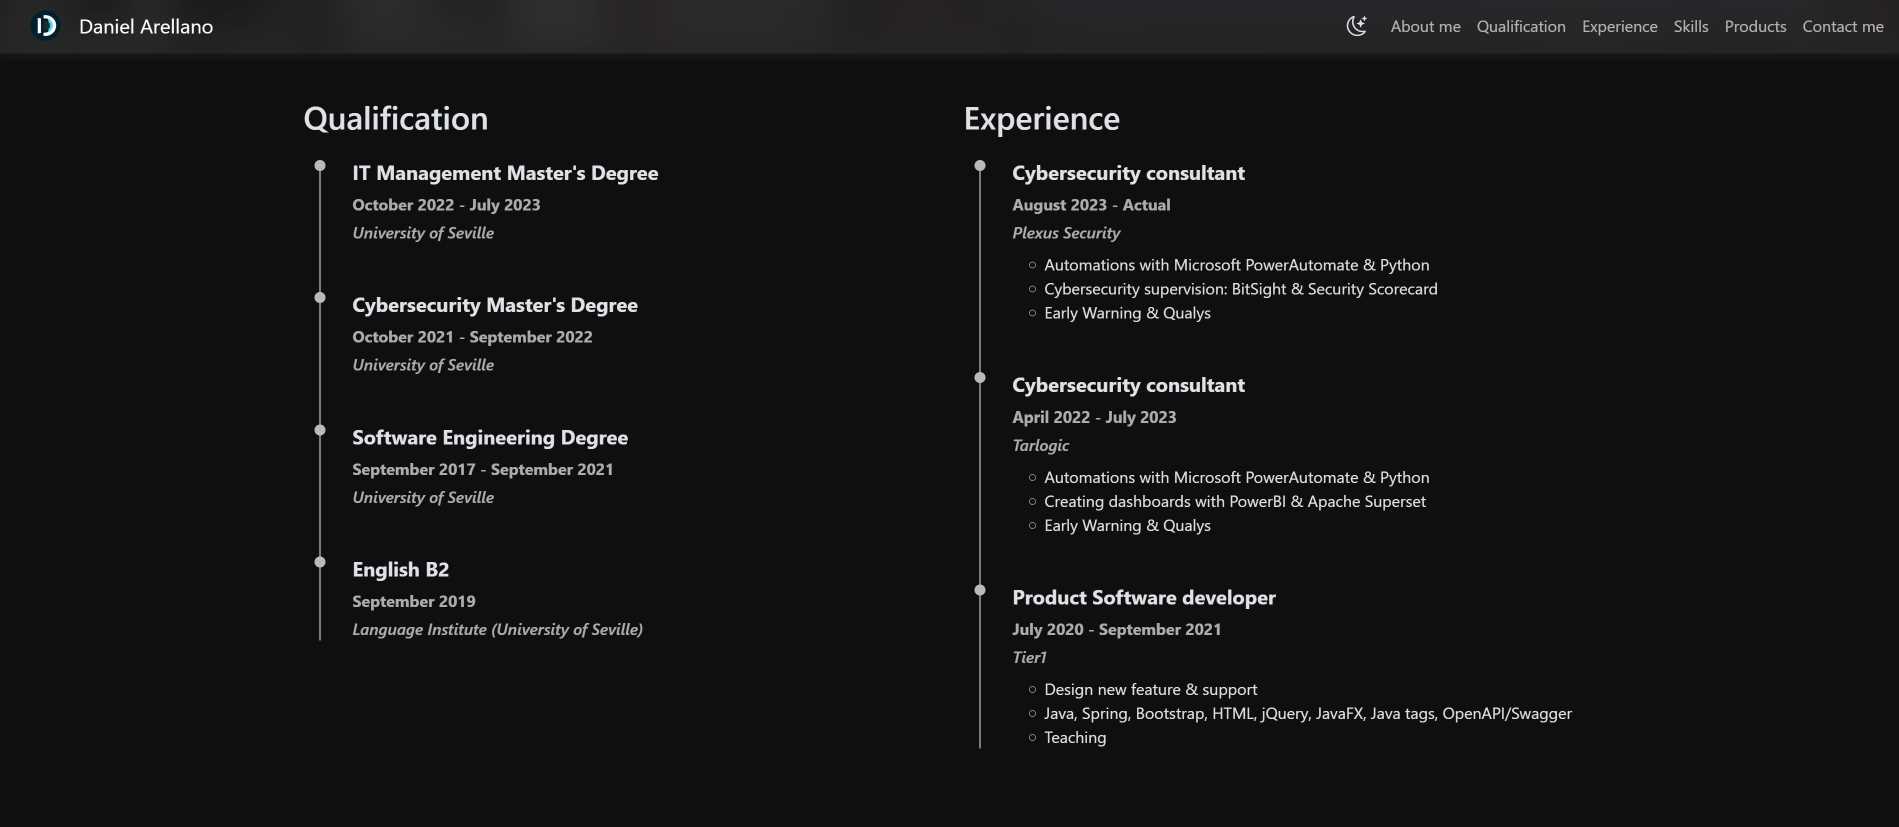 Daniel Arellano
About me Qualification Experience Skills Products Contact me
Qualification
IT Management Master's Degree
October 2022 - July 2023
University of Seville
Cybersecurity Master's Degree
October 2021 - September 2022
University of Seville
Software Engineering Degree
September 2017 - September 2021
University of Seville
English B2
September 2019
Language Institute (University of Seville)
Experience
Cybersecurity consultant
August 2023 - Actual
Plexus Security
Automations with Microsoft PowerAutomate & Python
Cybersecurity supervision: BitSight & Security Scorecard
Early Warning & Qualys
Cybersecurity consultant
April 2022 - July 2023
Tarlogic
Automations with Microsoft PowerAutomate & Python
Creating dashboards with PowerBI & Apache Superset
Early Warning & Qualys
Product Software developer
July 2020 - September 2021
Tier1
Design new feature & support
Java, Spring, Bootstrap, HTML, jQuery, JavaFX, Java tags, OpenAPI/Swagger
Teaching